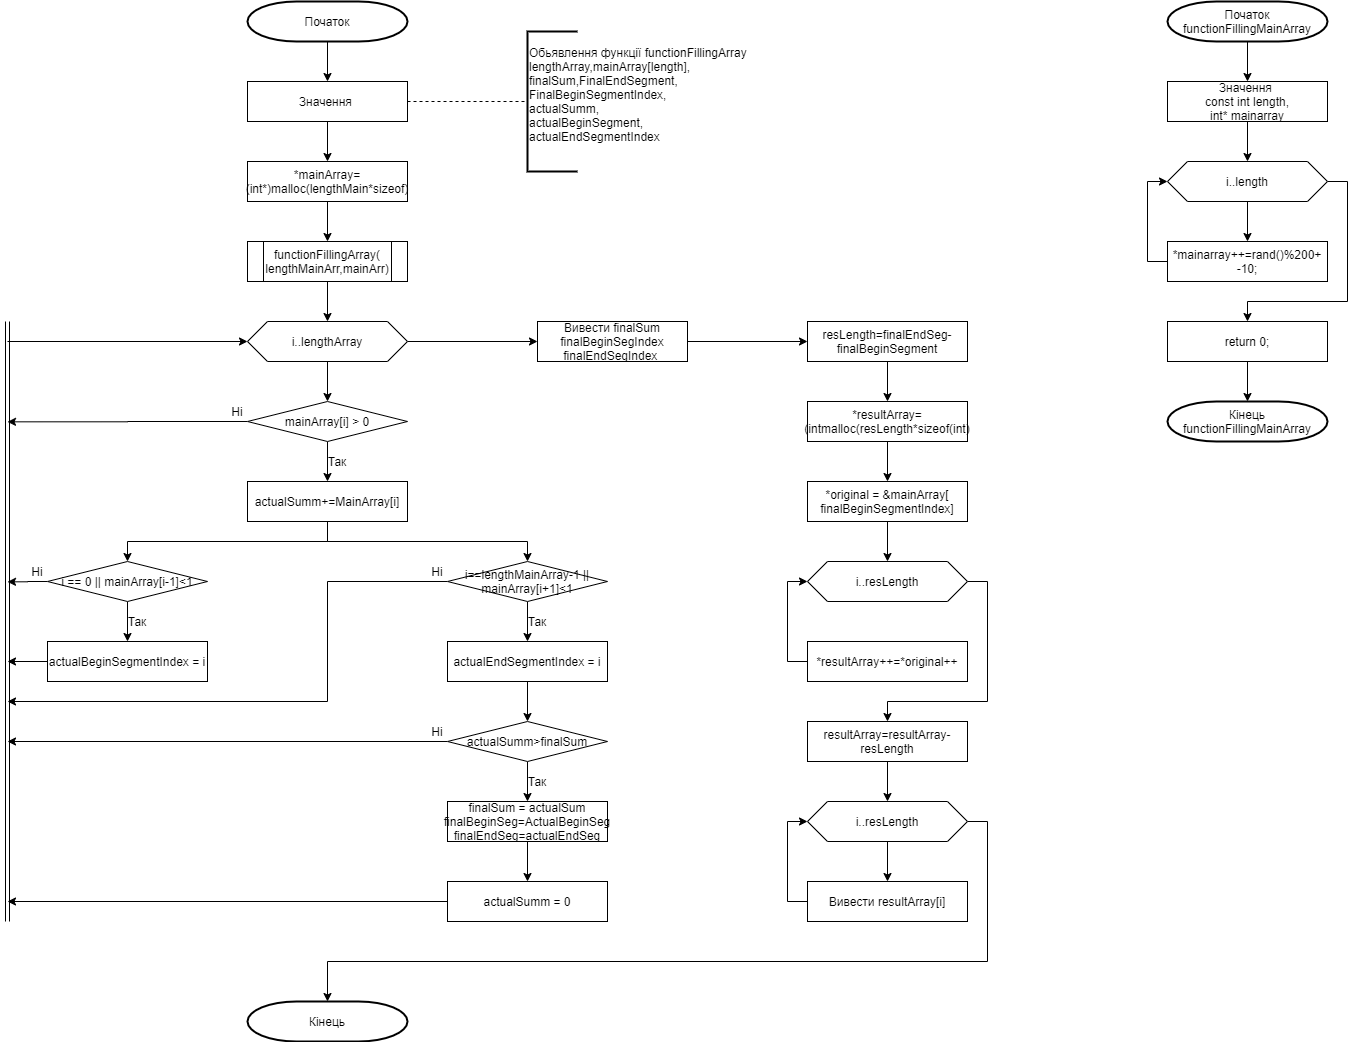 Початок
Значення
Обьявлення функції functionFillingArray
lengthArray,mainArray[length],
finalSum,FinalEndSegment,
FinalBeginSegmentIndex,
actualSumm,
actualBeginSegment,
actualEndSegmentIndex
*mainArray=
(int*)malloc(lengthMain*sizeof)
functionFillingArray(
lengthMainArr,mainArr)
i..lengthArray
mainArray[i] > 0
Ні
Так
actualSumm+=MainArray[i]
Ні
i == 0 || mainArray[i-1]<1
Так
actualBeginSegmentIndex = i
Ні
i==lengthMainArray-1 ||
mainArray[i+1]<1
Так
actualEndSegmentIndex = i
Ні
actualSumm>finalSum
Так
finalSum = actualSum
finalBeginSeg=ActualBeginSeg
finalEndSeg=actualEndSeg
actualSumm = 0
Вивести finalSum
finalBeginSegIndex
finalEndSegIndex
resLength=finalEndSeg-
finalBeginSegment
*resultArray=
(intmalloc(resLength*sizeof(int)
*original = &mainArray[
finalBeginSegmentIndex]
i..resLength
*resultArray++=*original++
resultArray=resultArray-
resLength
i..resLength
Вивести resultArray[i]
Кінець
Початок
functionFillingMainArray
Значення
const int length,
int* mainarray
i..length
*mainarray++=rand()%200+
-10;
return 0;
Кінець
functionFillingMainArray